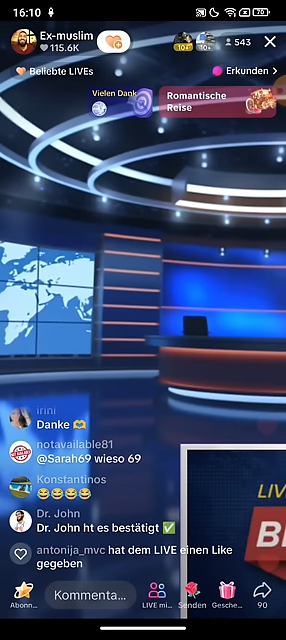 16:10
70
Ex-muslim
115.6K
10+
10+
543
Beliebte LIVEs
Erkunden
Vielen Dank
Romantische
Reise
irini
Danke 🫶
notavailable81
@Sarah69 wieso 69
Konstantinos
😂😂😂😂
Dr. John
Dr. John ht es bestätigt ✅
antonija_mvc hat dem LIVE einen Like
gegeben
LIV
Abonn...
Kommenta...
LIVE mi...
Senden
Gesche...
90